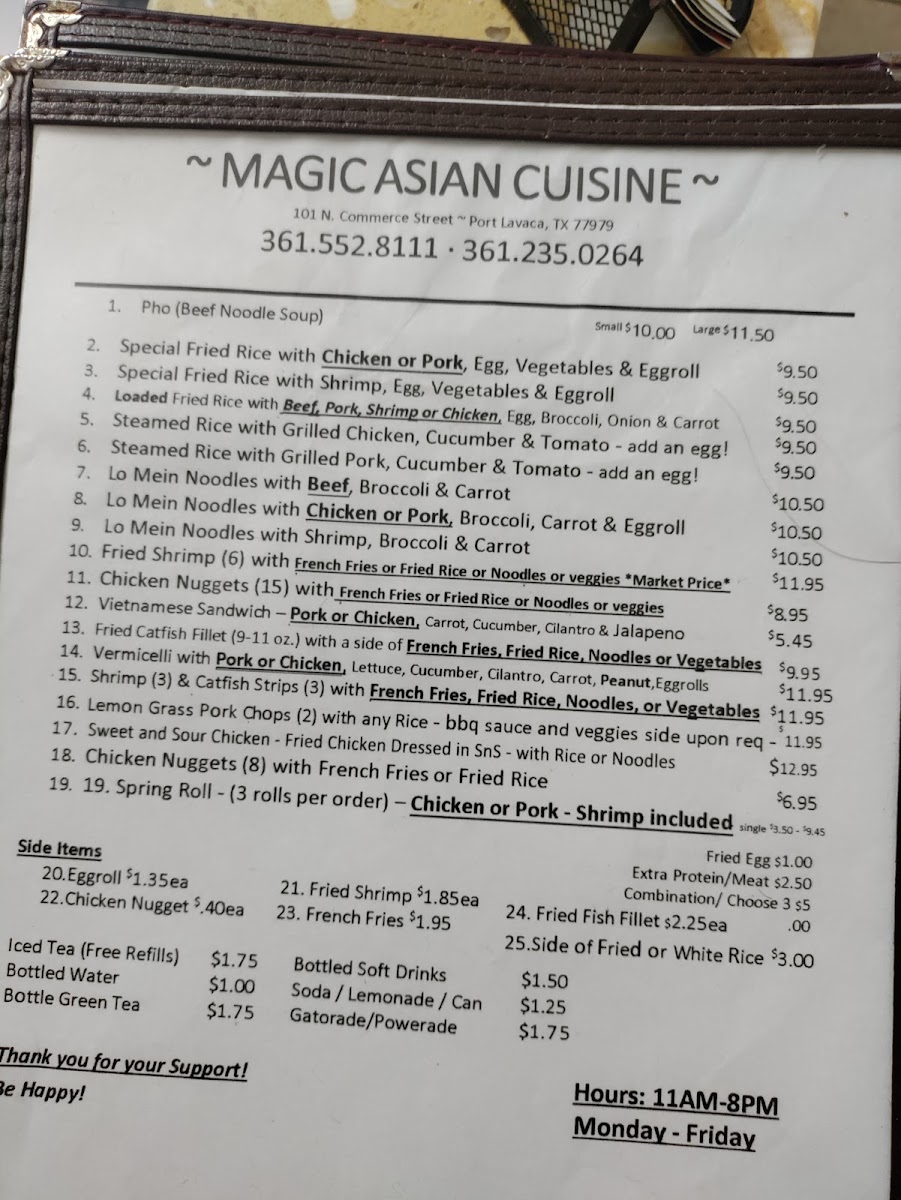 ~ MAGIC ASIAN CUISINE ~
101 N. Commerce Street ~ Port Lavaca, TX 77979
361.552.8111 · 361.235.0264
1. Pho (Beef Noodle Soup) Small $10.00 Large $11.50
2. Special Fried Rice with Chicken or Pork, Egg, Vegetables & Eggroll $9.50
3. Special Fried Rice with Shrimp, Egg, Vegetables & Eggroll $9.50
4. Loaded Fried Rice with Beef, Pork, Shrimp or Chicken, Egg, Broccoli, Onion & Carrot $9.50
5. Steamed Rice with Grilled Chicken, Cucumber & Tomato - add an egg! $9.50
6. Steamed Rice with Grilled Pork, Cucumber & Tomato - add an egg! $9.50
7. Lo Mein Noodles with Beef, Broccoli & Carrot $10.50
8. Lo Mein Noodles with Chicken or Pork, Broccoli, Carrot & Eggroll $10.50
9. Lo Mein Noodles with Shrimp, Broccoli & Carrot $10.50
10. Fried Shrimp (6) with French Fries or Fried Rice or Noodles or veggies *Market Price* $11.95
11. Chicken Nuggets (15) with French Fries or Fried Rice or Noodles or veggies $8.95
12. Vietnamese Sandwich – Pork or Chicken, Carrot, Cucumber, Cilantro & Jalapeno $5.45
13. Fried Catfish Fillet (9-11 oz.) with a side of French Fries, Fried Rice, Noodles or Vegetables $9.95
14. Vermicelli with Pork or Chicken, Lettuce, Cucumber, Cilantro, Carrot, Peanut,Eggrolls $11.95
15. Shrimp (3) & Catfish Strips (3) with French Fries, Fried Rice, Noodles, or Vegetables $11.95
16. Lemon Grass Pork Chops (2) with any Rice - bbq sauce and veggies side upon req - $11.95
17. Sweet and Sour Chicken - Fried Chicken Dressed in SnS - with Rice or Noodles $12.95
18. Chicken Nuggets (8) with French Fries or Fried Rice $6.95
19. 19. Spring Roll - (3 rolls per order) – Chicken or Pork - Shrimp included single $3.50 - $9.45
Fried Egg $1.00
Extra Protein/Meat $2.50
Combination/ Choose 3 $5
.00
Side Items
20.Eggroll $1.35ea 21. Fried Shrimp $1.85ea
22.Chicken Nugget $.40ea 23. French Fries $1.95 24. Fried Fish Fillet $2.25ea
25.Side of Fried or White Rice $3.00
Iced Tea (Free Refills) $1.75 Bottled Soft Drinks $1.50
Bottled Water $1.00 Soda / Lemonade / Can $1.25
Bottle Green Tea $1.75 Gatorade/Powerade $1.75
Thank you for your Support!
Be Happy!
Hours: 11AM-8PM
Monday - Friday